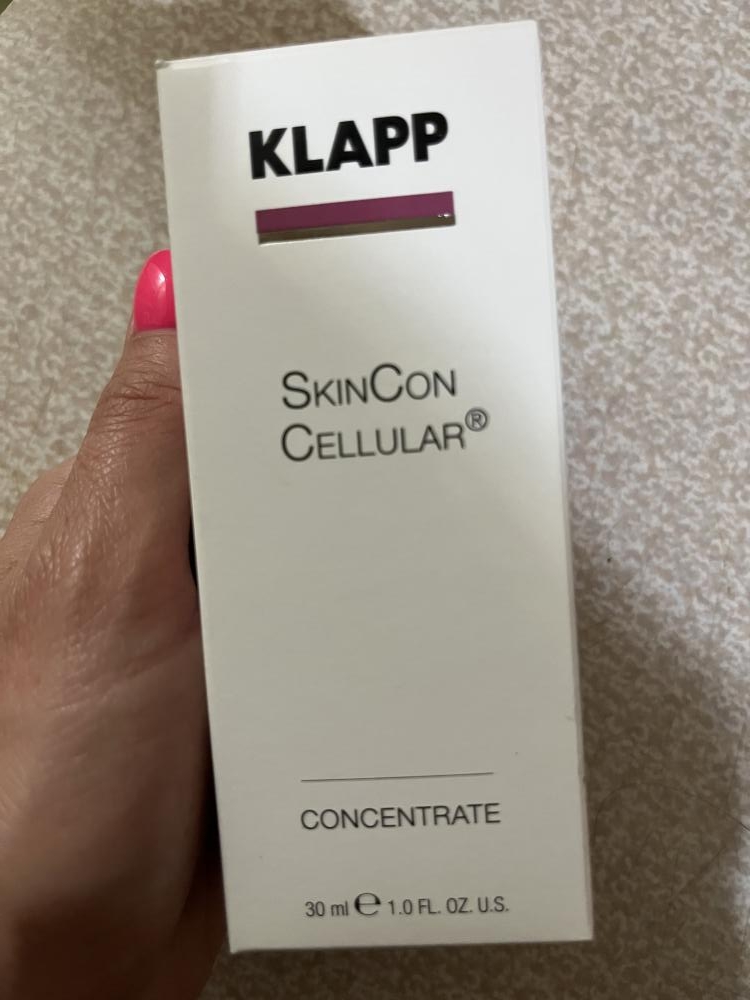 KLAPP
SKINCON
CELLULAR®
CONCENTRATE
30 ml ℮ 1.0 FL. OZ. U.S.